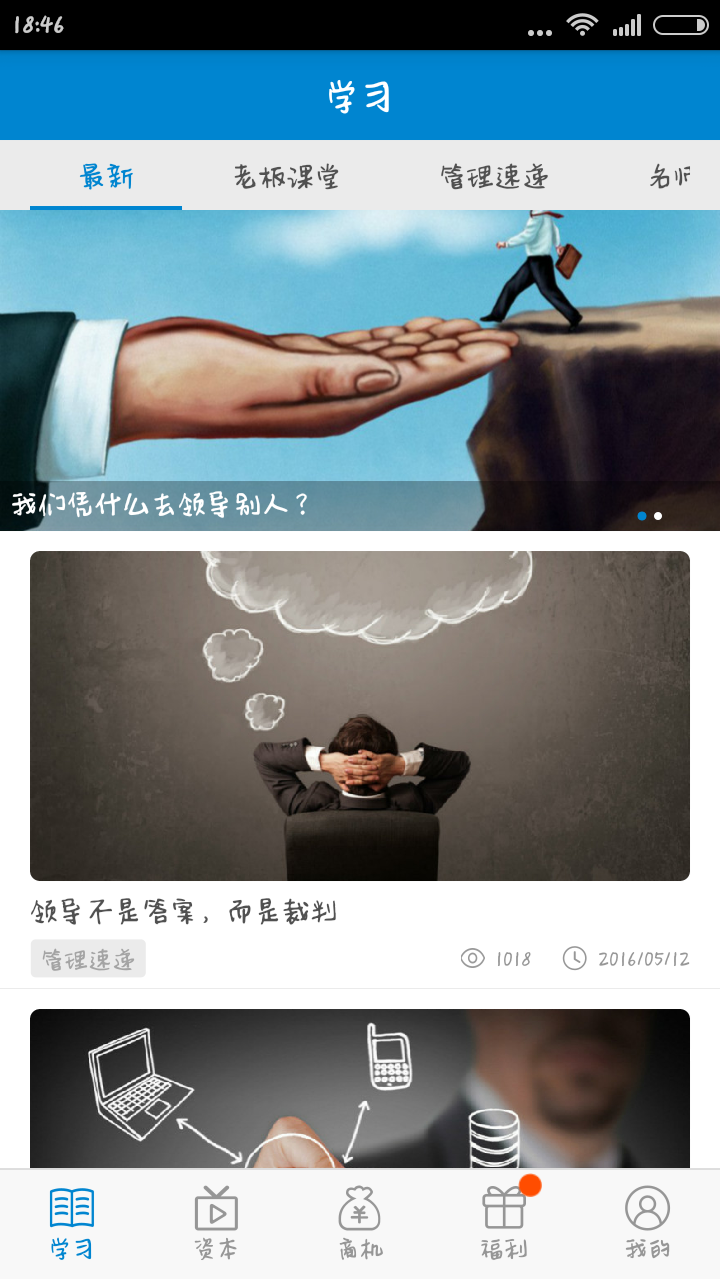 18:46
学习
最新
老板课堂
管理速递
名师
我们凭什么去领导别人？
领导不是答案，而是裁判
管理速递
1018
2016/05/12
学习
资本
商机
福利
我的